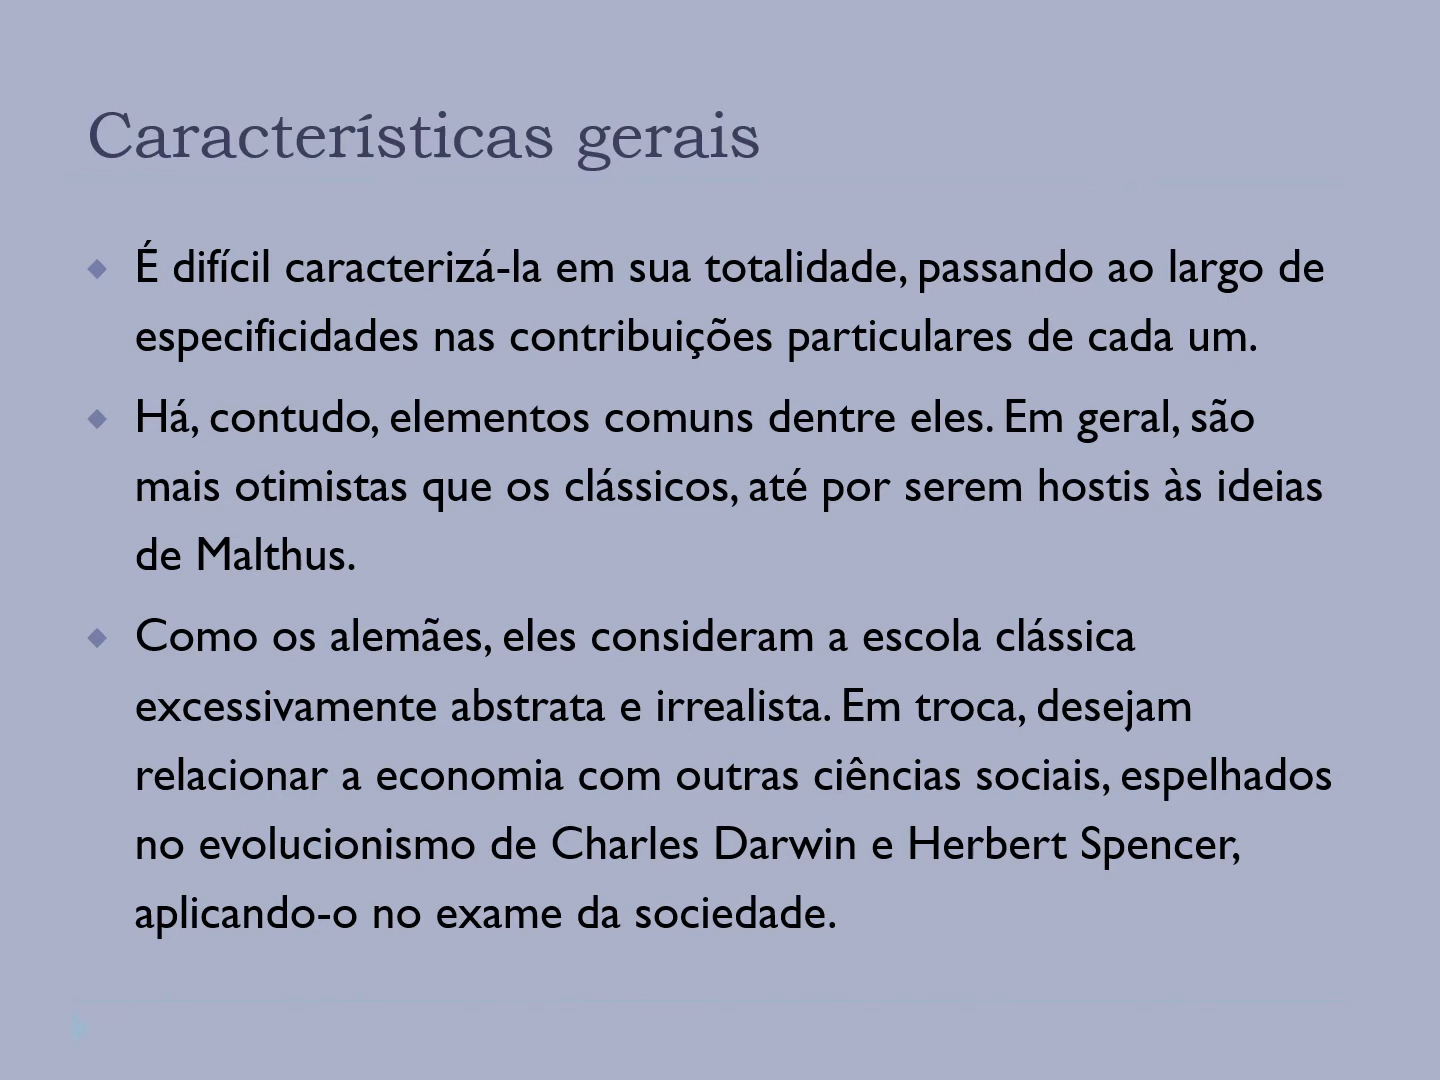 Características gerais
É difícil caracterizá-la em sua totalidade, passando ao largo de
especificidades nas contribuições particulares de cada um.
Há, contudo, elementos comuns dentre eles. Em geral, são
mais otimistas que os clássicos, até por serem hostis às ideias
de Malthus.
Como os alemães, eles consideram a escola clássica
excessivamente abstrata e irrealista. Em troca, desejam
relacionar a economia com outras ciências sociais, espelhados
no evolucionismo de Charles Darwin e Herbert Spencer,
aplicando-o no exame da sociedade.